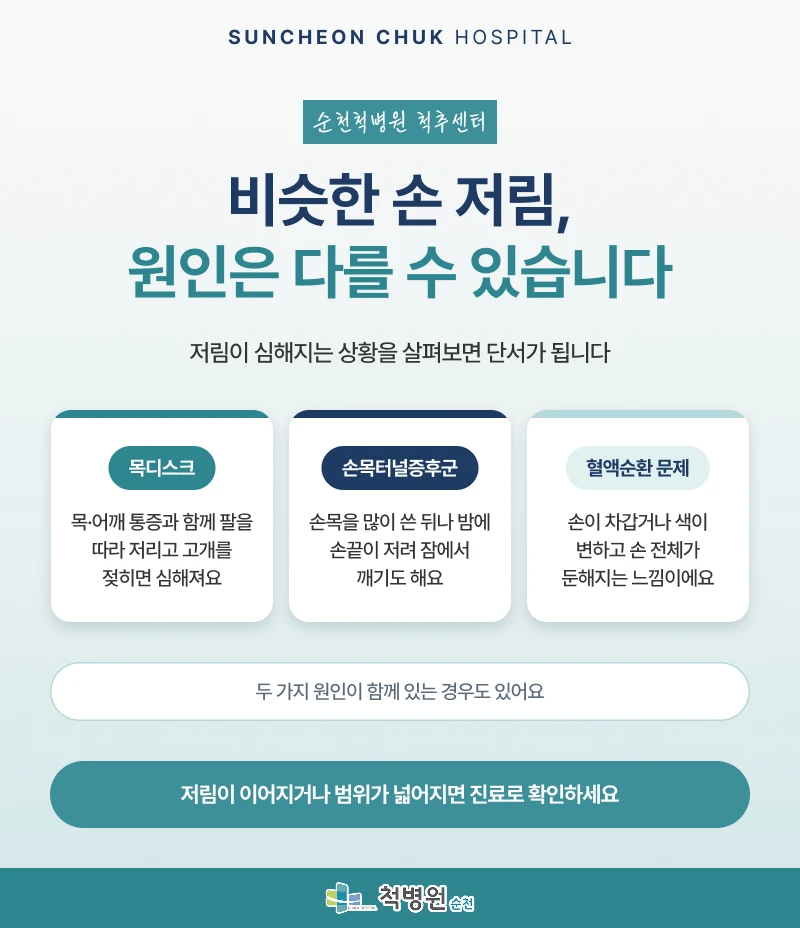 SUNCHEON CHUK HOSPITAL
순천척병원 척추센터
비슷한 손 저림,
원인은 다를 수 있습니다
저림이 심해지는 상황을 살펴보면 단서가 됩니다
목디스크
목·어깨 통증과 함께 팔을
따라 저리고 고개를
젖히면 심해져요
손목터널증후군
손목을 많이 쓴 뒤나 밤에
손끝이 저려 잠에서
깨기도 해요
혈액순환 문제
손이 차갑거나 색이
변하고 손 전체가
둔해지는 느낌이에요
두 가지 원인이 함께 있는 경우도 있어요
저림이 이어지거나 범위가 넓어지면 진료로 확인하세요
척병원 순천